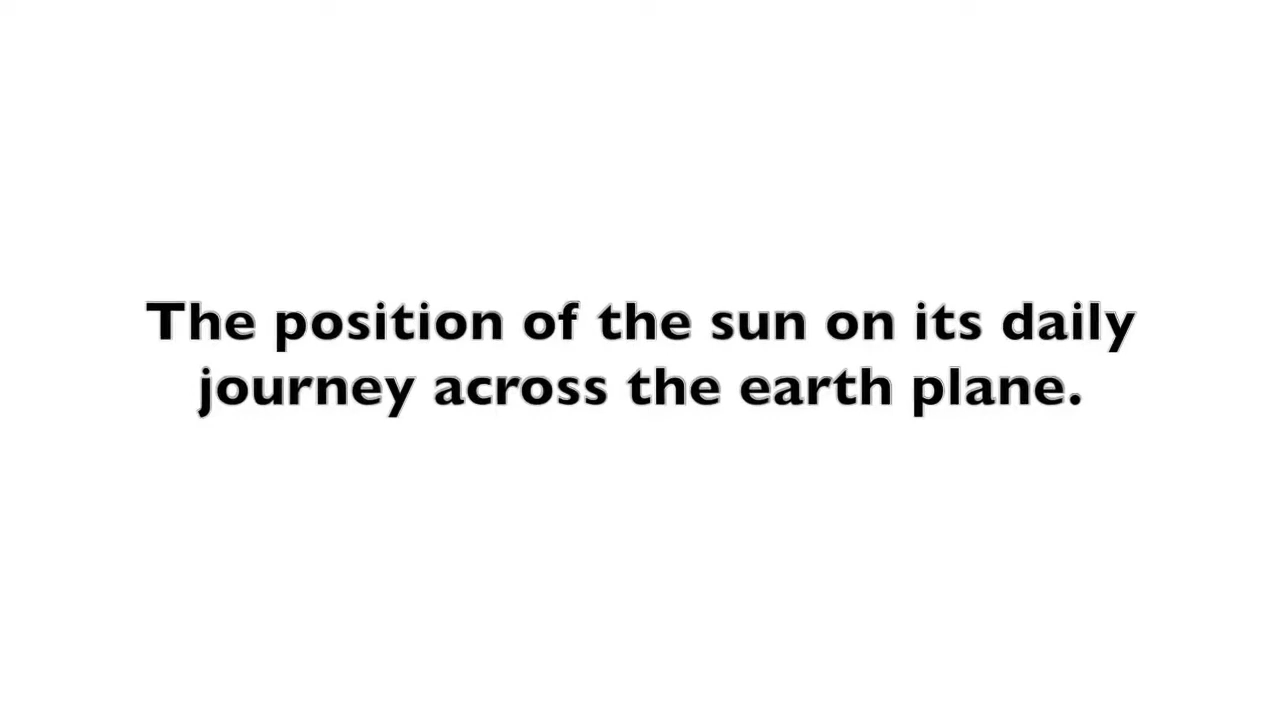 The position of the sun on its daily
journey across the earth plane.